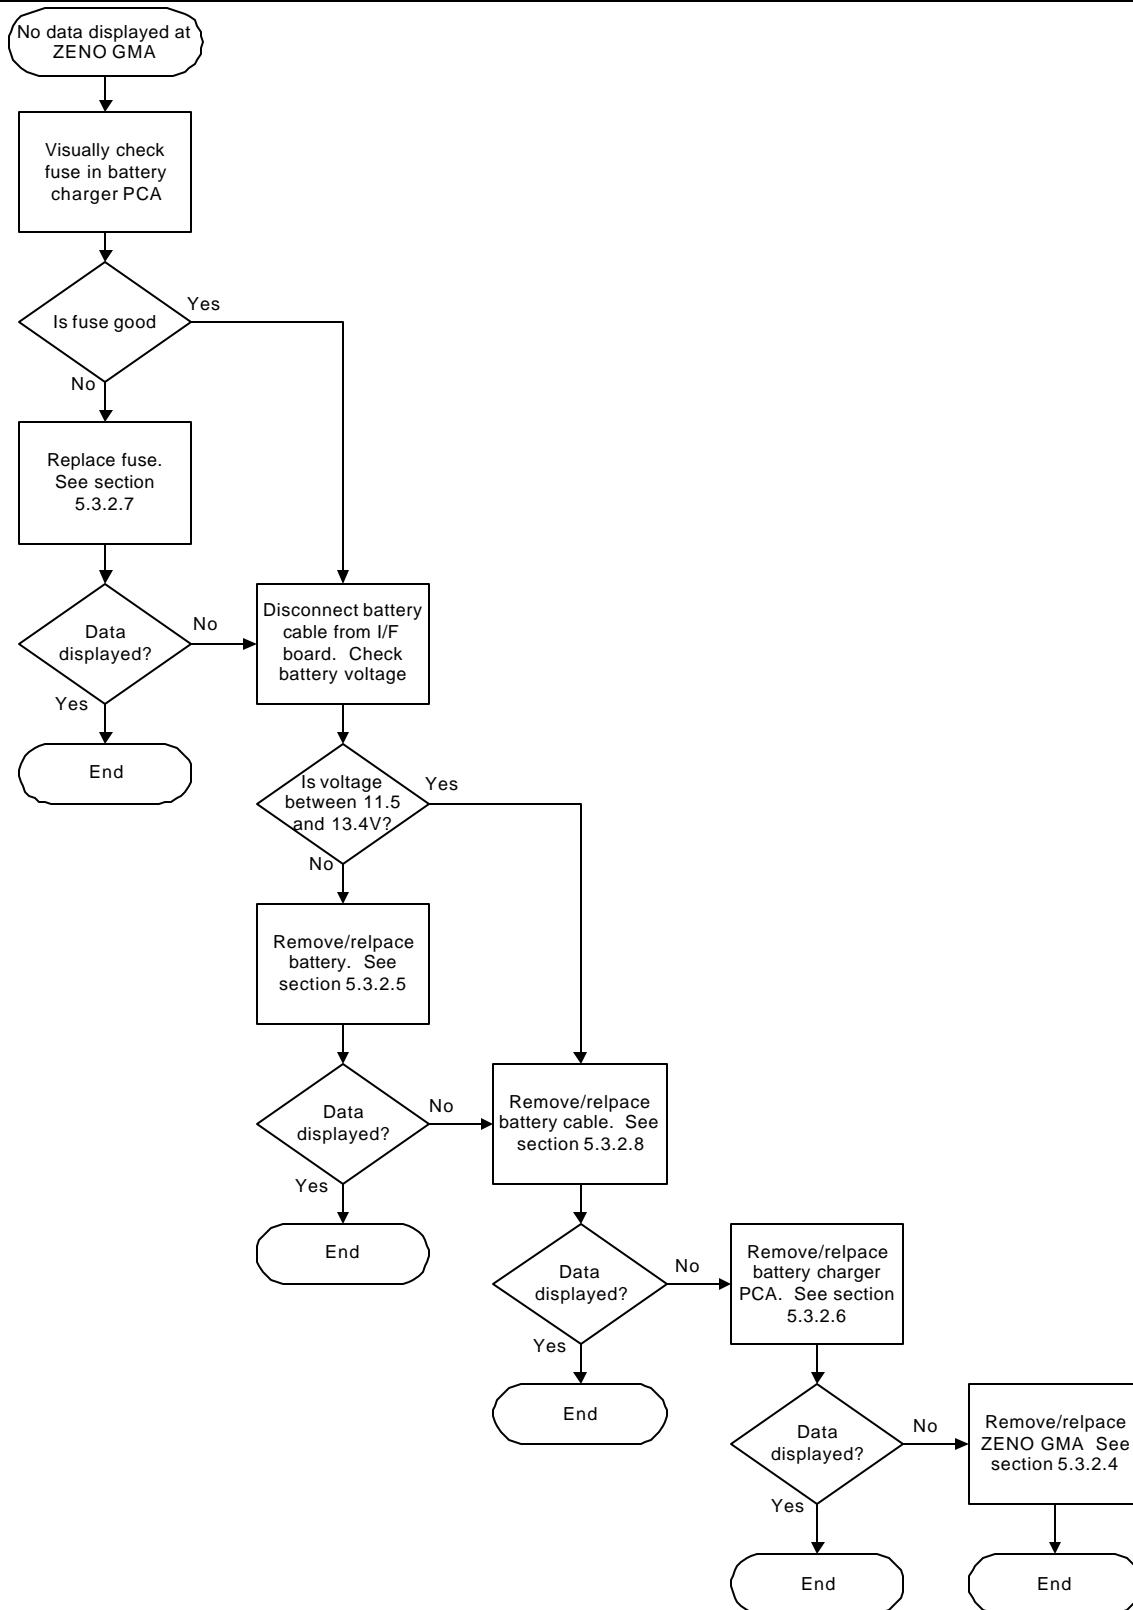 No data displayed at
ZENO GMA
Visually check
fuse in battery
charger PCA
Is fuse good
Yes
No
Replace fuse.
See section
5.3.2.7
Data
displayed?
No
Yes
End
Disconnect battery
cable from I/F
board. Check
battery voltage
Is voltage
between 11.5
and 13.4V?
Yes
No
Remove/relpace
battery. See
section 5.3.2.5
Data
displayed?
No
Yes
End
Remove/relpace
battery cable. See
section 5.3.2.8
Data
displayed?
No
Yes
End
Remove/relpace
battery charger
PCA. See section
5.3.2.6
Data
displayed?
No
Yes
End
Remove/relpace
ZENO GMA See
section 5.3.2.4
End